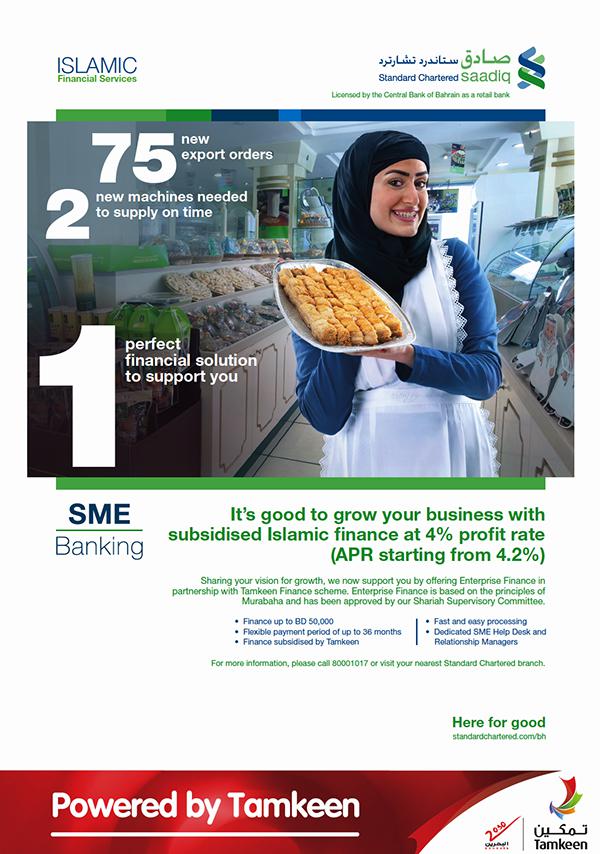 ISLAMIC
Financial Services
ستاندرد تشارترد صادق
Standard Chartered saadiq
Licensed by the Central Bank of Bahrain as a retail bank
75 new
export orders
2 new machines needed
to supply on time
1 perfect
financial solution
to support you
SME
Banking
It’s good to grow your business with
subsidised Islamic finance at 4% profit rate
(APR starting from 4.2%)
Sharing your vision for growth, we now support you by offering Enterprise Finance in
partnership with Tamkeen Finance scheme. Enterprise Finance is based on the principles of
Murabaha and has been approved by our Shariah Supervisory Committee.
• Finance up to BD 50,000
• Flexible payment period of up to 36 months
• Finance subsidised by Tamkeen
• Fast and easy processing
• Dedicated SME Help Desk and
Relationship Managers
For more information, please call 80001017 or visit your nearest Standard Chartered branch.
Here for good
standardchartered.com/bh
Powered by Tamkeen
2030
البحرين
BAHRAIN
تمكين
Tamkeen